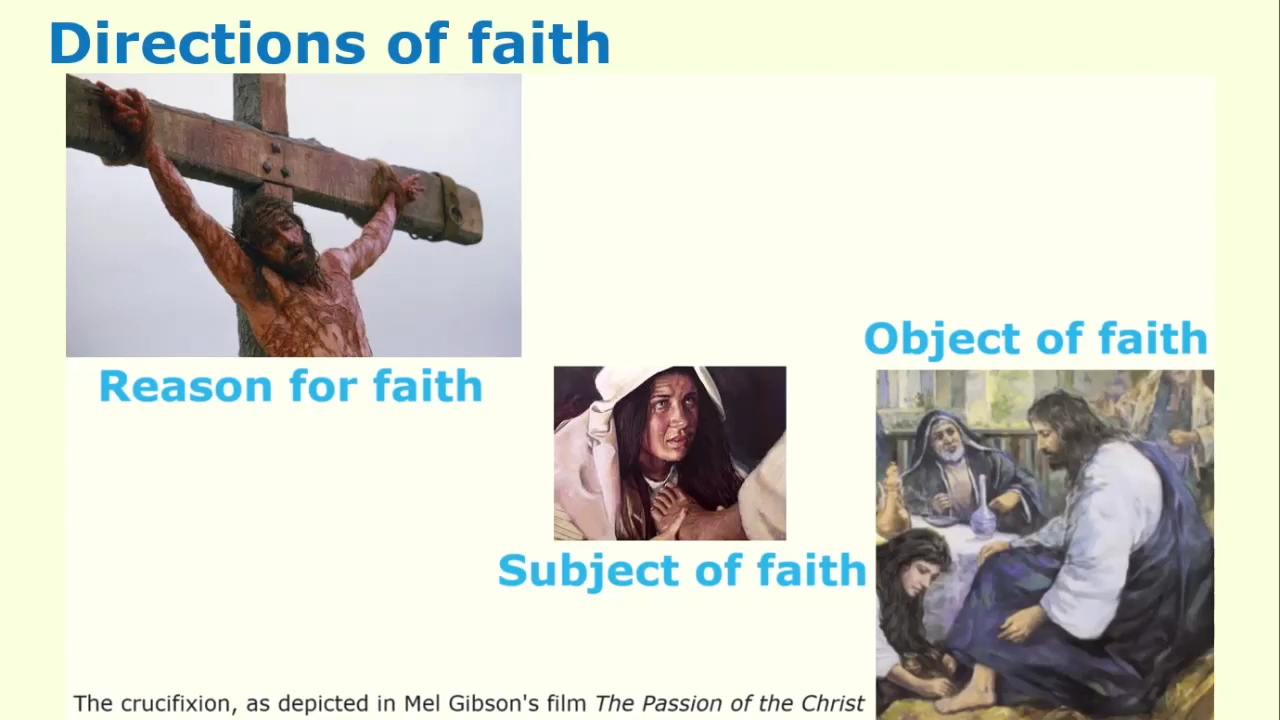 Directions of faith
Reason for faith
Object of faith
Subject of faith
The crucifixion, as depicted in Mel Gibson's film The Passion of the Christ